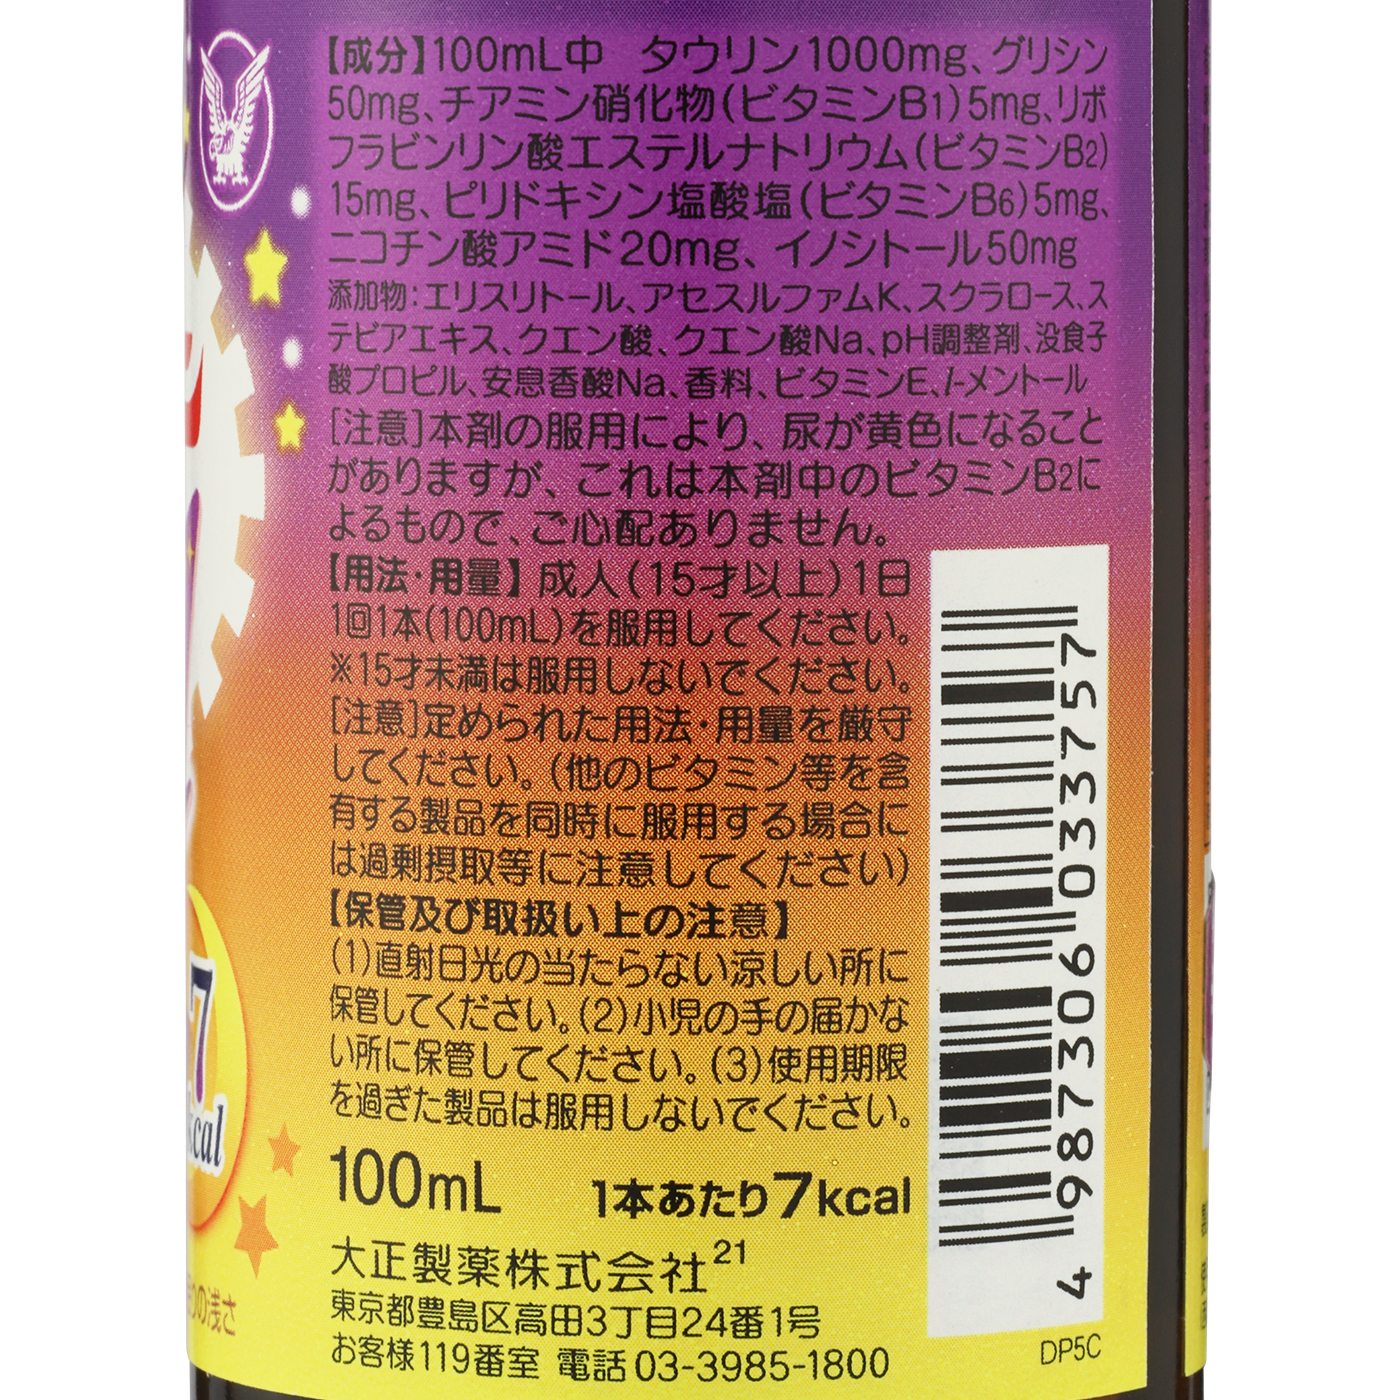 【成分】100mL中 タウリン1000mg、グリシン
50mg、チアミン硝化物(ビタミンB1)5mg、リボ
フラビンリン酸エステルナトリウム(ビタミンB2)
15mg、ピリドキシン塩酸塩(ビタミンB6)5mg、
ニコチン酸アミド20mg、イノシトール50mg
添加物:エリスリトール、アセスルファムK、スクラロース、ス
テビアエキス、クエン酸、クエン酸Na、pH調整剤、没食子
酸プロピル、安息香酸Na、香料、ビタミンE、l-メントール
[注意]本剤の服用により、尿が黄色になること
がありますが、これは本剤中のビタミンB2に
よるもので、ご心配ありません。
【用法・用量】成人(15才以上)1日
1回1本(100mL)を服用してください。
※15才未満は服用しないでください。
[注意]定められた用法・用量を厳守
してください。(他のビタミン等を含
有する製品を同時に服用する場合に
は過剰摂取等に注意してください)
【保管及び取扱い上の注意】
(1)直射日光の当たらない涼しい所に
保管してください。(2)小児の手の届かな
い所に保管してください。(3)使用期限
を過ぎた製品は服用しないでください。
100mL 1本あたり7kcal
大正製薬株式会社21
東京都豊島区高田3丁目24番1号
お客様119番室 電話03-3985-1800
4 987306 033757
DP5C
7
kcal
の浅さ